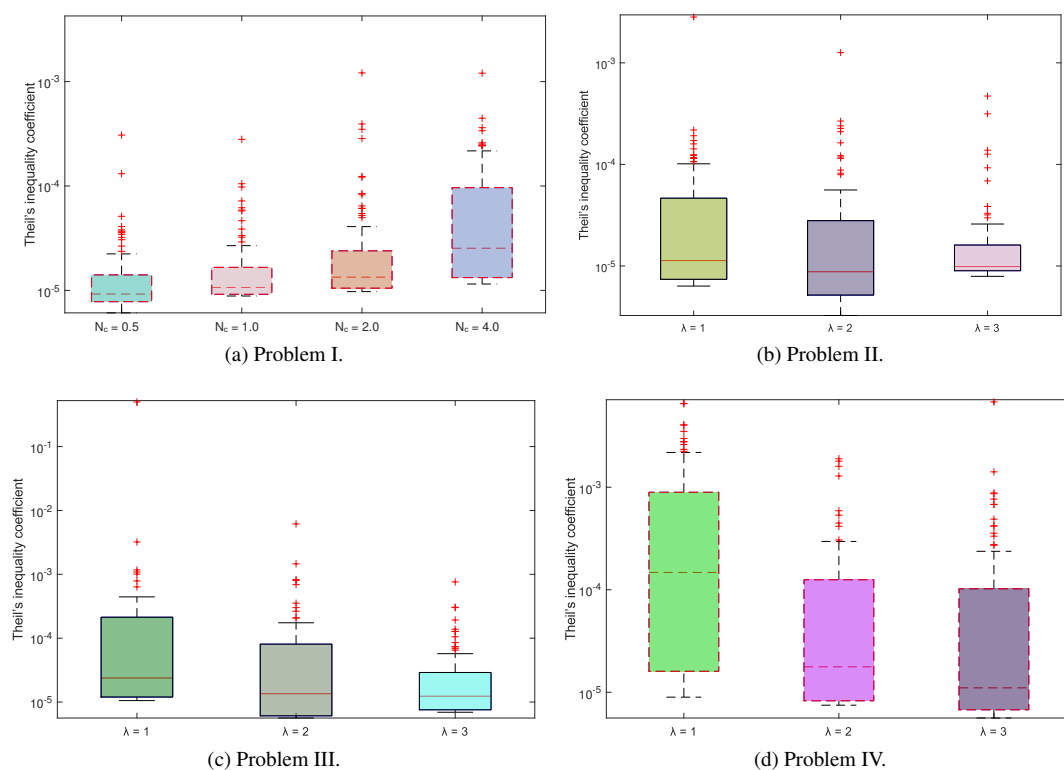 Theil's inequality coefficient
10^-3
10^-4
10^-5
N_c = 0.5 N_c = 1.0 N_c = 2.0 N_c = 4.0
(a) Problem I.
Theil's inequality coefficient
10^-3
10^-4
10^-5
λ = 1 λ = 2 λ = 3
(b) Problem II.
Theil's inequality coefficient
10^-1
10^-2
10^-3
10^-4
10^-5
λ = 1 λ = 2 λ = 3
(c) Problem III.
Theil's inequality coefficient
10^-3
10^-4
10^-5
λ = 1 λ = 2 λ = 3
(d) Problem IV.